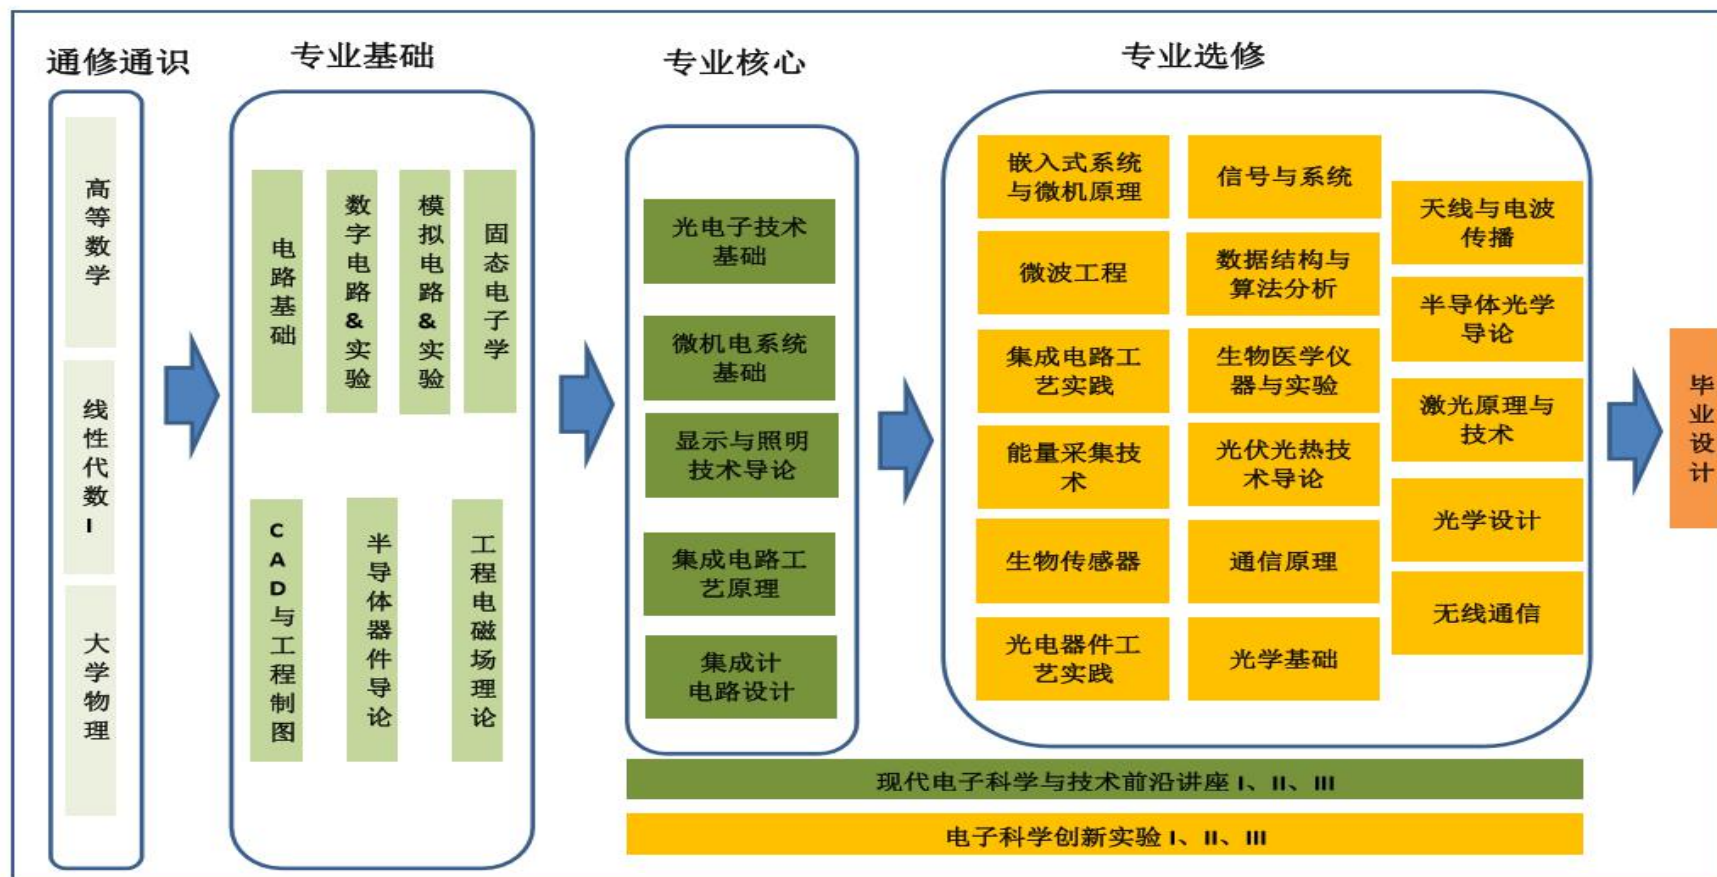 通修通识
专业基础
专业核心
专业选修
高等数学
线性代数I
大学物理
电路基础
数字电路&实验
模拟电路&实验
固态电子学
CAD与工程制图
半导体器件导论
工程电磁场理论
光电子技术
基础
微机电系统
基础
显示与照明
技术导论
集成电路工
艺原理
集成计
电路设计
嵌入式系统
与微机原理
微波工程
集成电路工
艺实践
能量采集技
术
生物传感器
光电器件工
艺实践
信号与系统
数据结构与
算法分析
生物医学仪
器与实验
光伏光热技
术导论
通信原理
光学基础
天线与电波
传播
半导体光学
导论
激光原理与
技术
光学设计
无线通信
毕业设计
现代电子科学与技术前沿讲座 I、II、III
电子科学创新实验 I、II、III